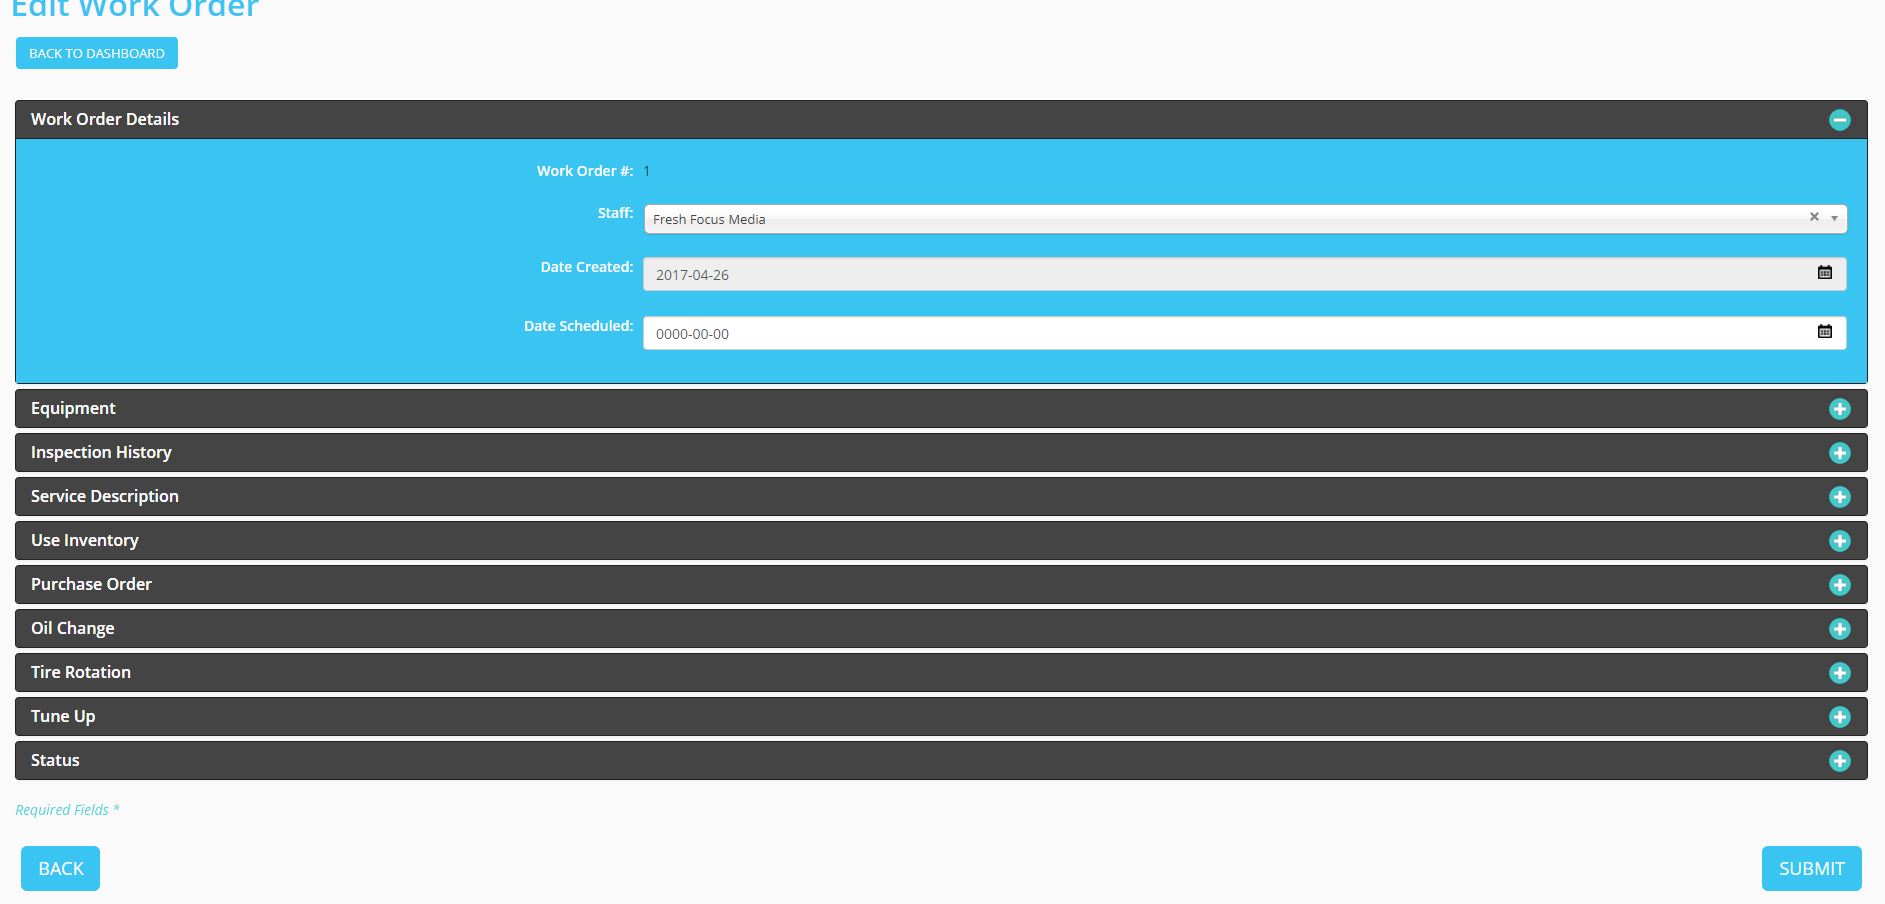 Edit Work Order
BACK TO DASHBOARD
Work Order Details
Work Order #: 1
Staff: Fresh Focus Media
Date Created: 2017-04-26
Date Scheduled: 0000-00-00
Equipment
Inspection History
Service Description
Use Inventory
Purchase Order
Oil Change
Tire Rotation
Tune Up
Status
Required Fields *
BACK
SUBMIT